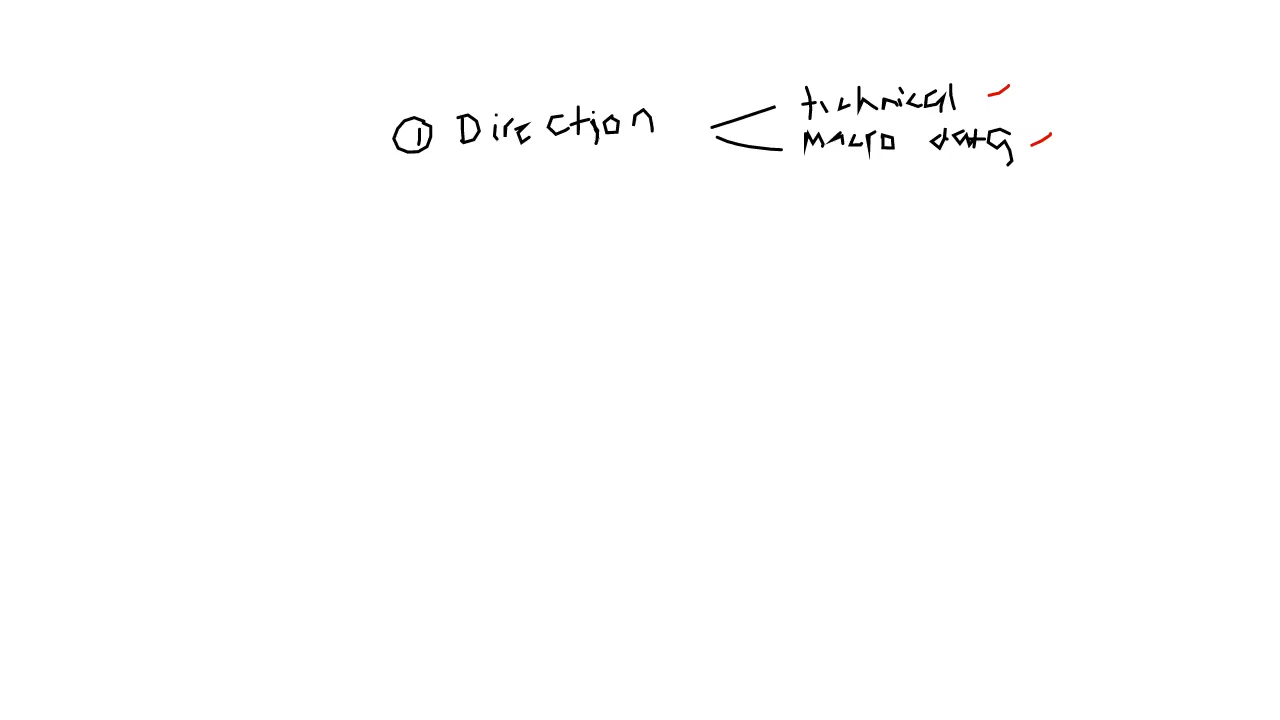 ① Direction
technical
macro data